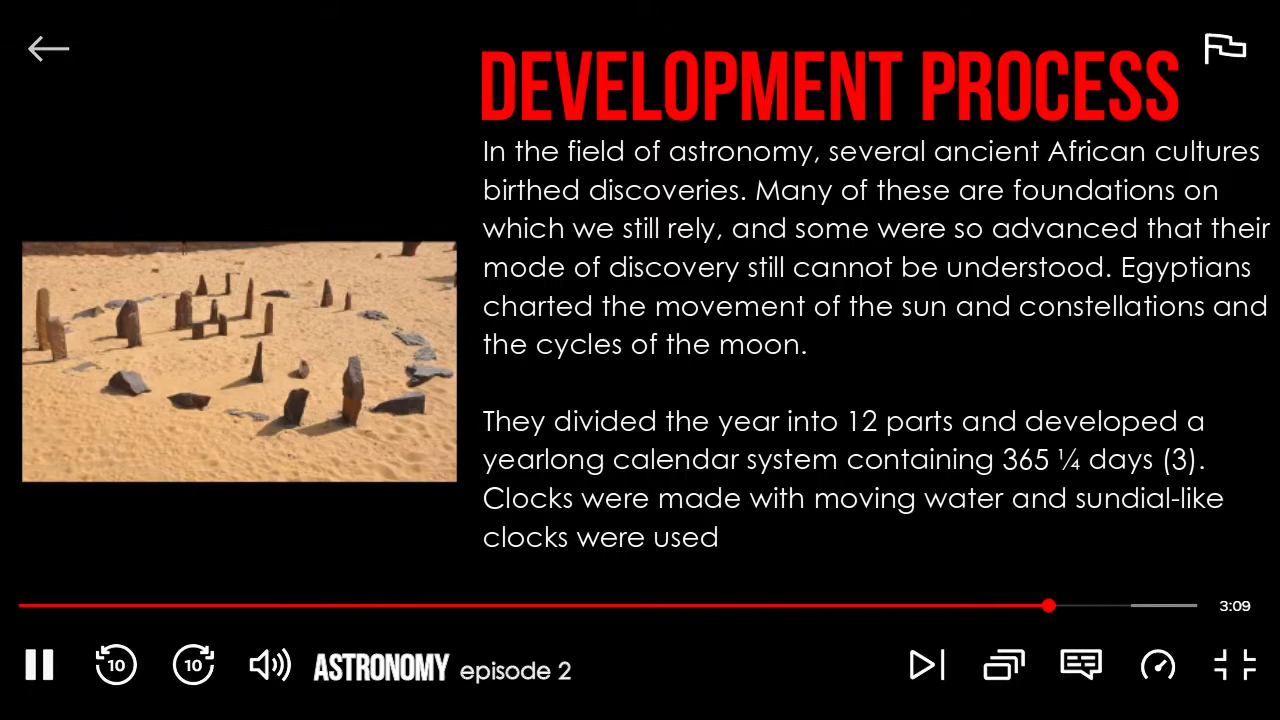 DEVELOPMENT PROCESS
In the field of astronomy, several ancient African cultures
birthed discoveries. Many of these are foundations on
which we still rely, and some were so advanced that their
mode of discovery still cannot be understood. Egyptians
charted the movement of the sun and constellations and
the cycles of the moon.
They divided the year into 12 parts and developed a
yearlong calendar system containing 365 ¼ days (3).
Clocks were made with moving water and sundial-like
clocks were used
3:09
10
10
ASTRONOMY episode 2